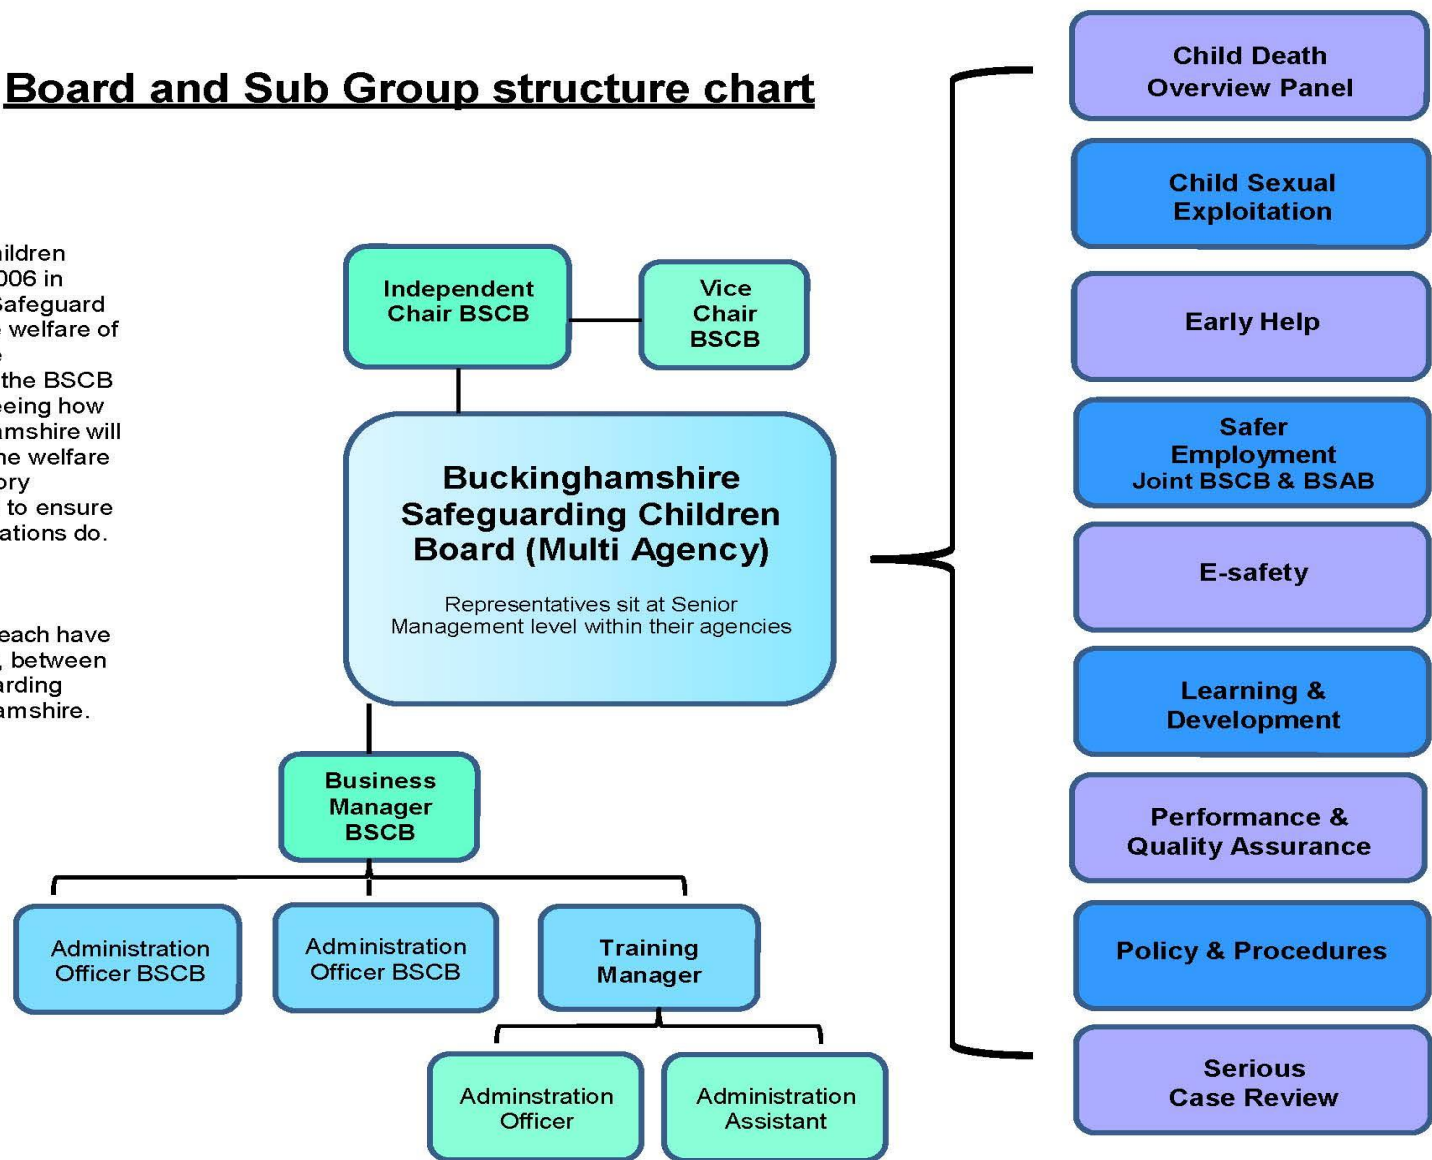 Board and Sub Group structure chart
ildren
006 in
Safeguard
e welfare of
e
the BSCB
eeing how
amshire will
he welfare
ory
to ensure
ations do.
each have
, between
arding
amshire.
Independent
Chair BSCB
Vice
Chair
BSCB
Buckinghamshire
Safeguarding Children
Board (Multi Agency)
Representatives sit at Senior
Management level within their agencies
Business
Manager
BSCB
Administration
Officer BSCB
Administration
Officer BSCB
Training
Manager
Adminstration
Officer
Administration
Assistant
Child Death
Overview Panel
Child Sexual
Exploitation
Early Help
Safer
Employment
Joint BSCB & BSAB
E-safety
Learning &
Development
Performance &
Quality Assurance
Policy & Procedures
Serious
Case Review